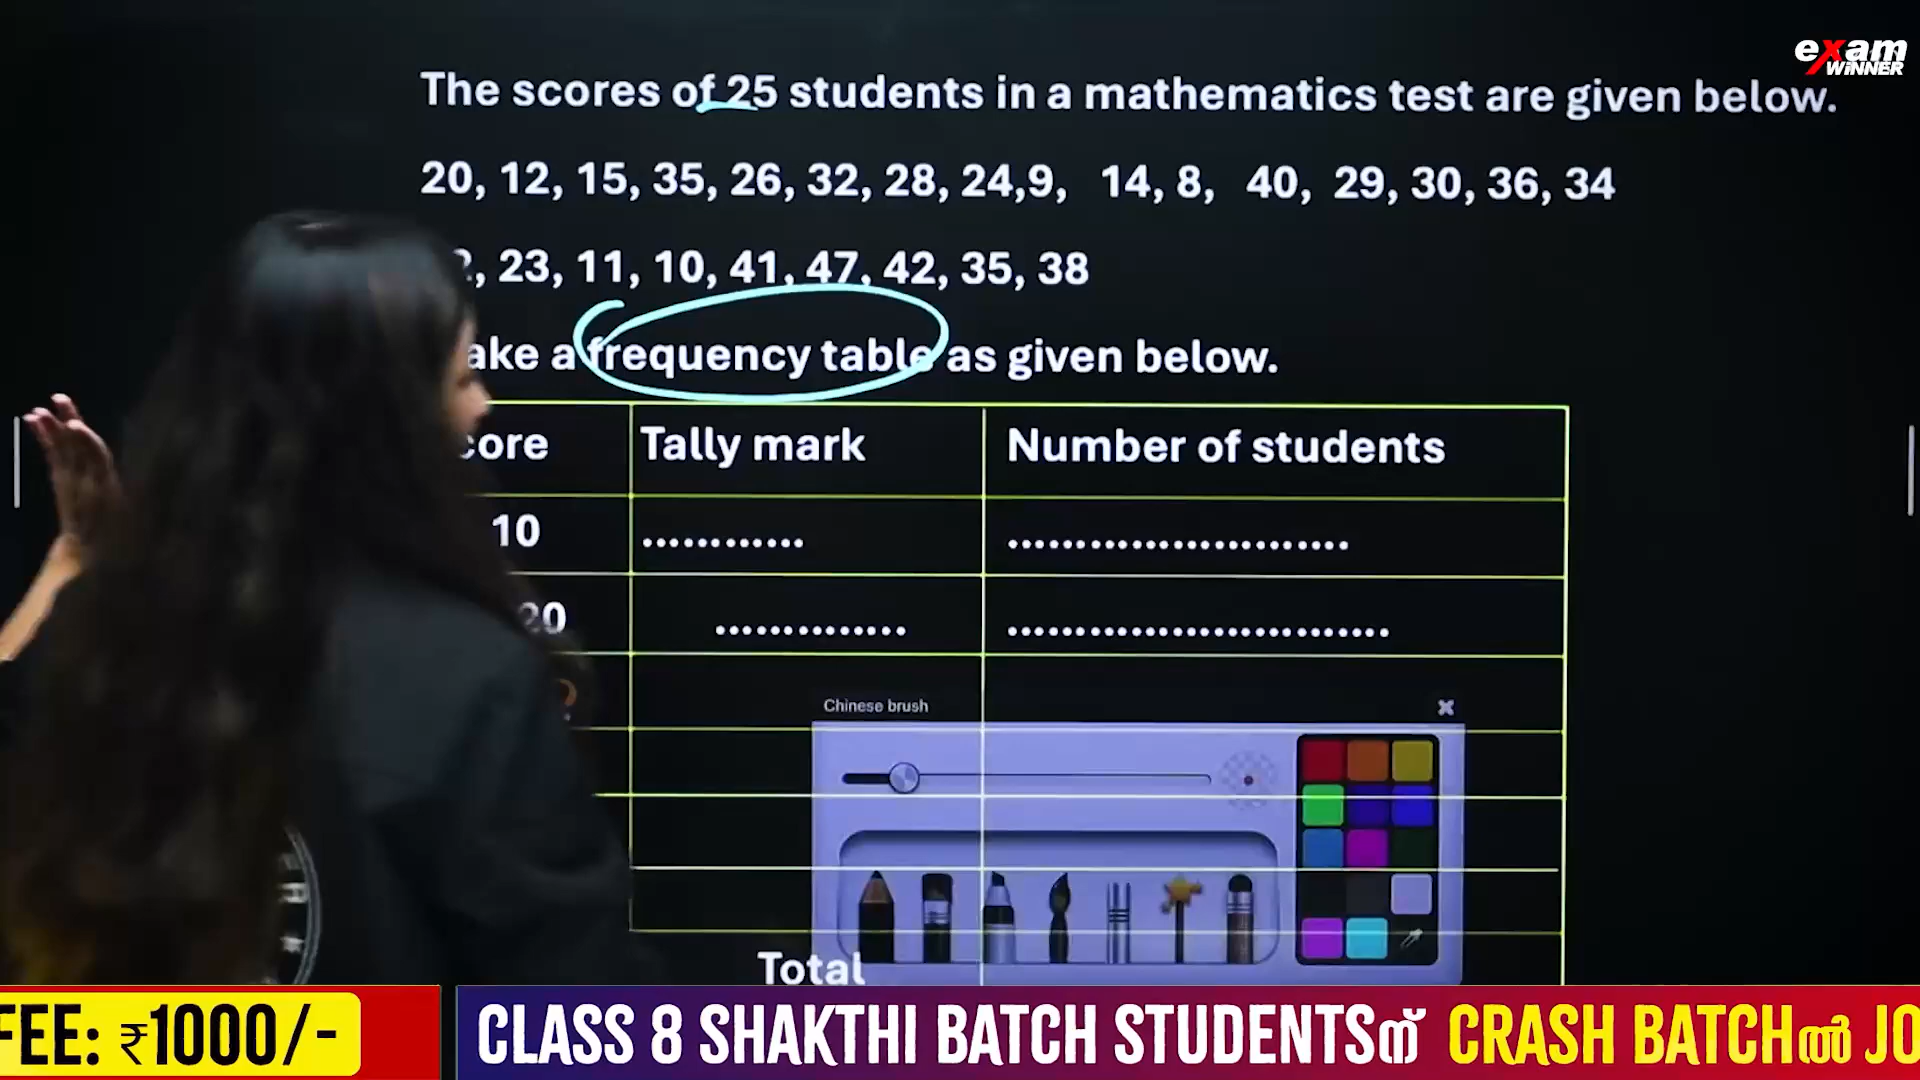 exam
WINNER
The scores of 25 students in a mathematics test are given below.
20, 12, 15, 35, 26, 32, 28, 24,9, 14, 8, 40, 29, 30, 36, 34
23, 11, 10, 41, 47, 42, 35, 38
a frequency table as given below.
Tally mark
Number of students
10
............ .........................
20
.............. ............................
Chinese brush
Total
FEE: ₹1000/-
CLASS 8 SHAKTHI BATCH STUDENTSന് CRASH BATCHൽ JO